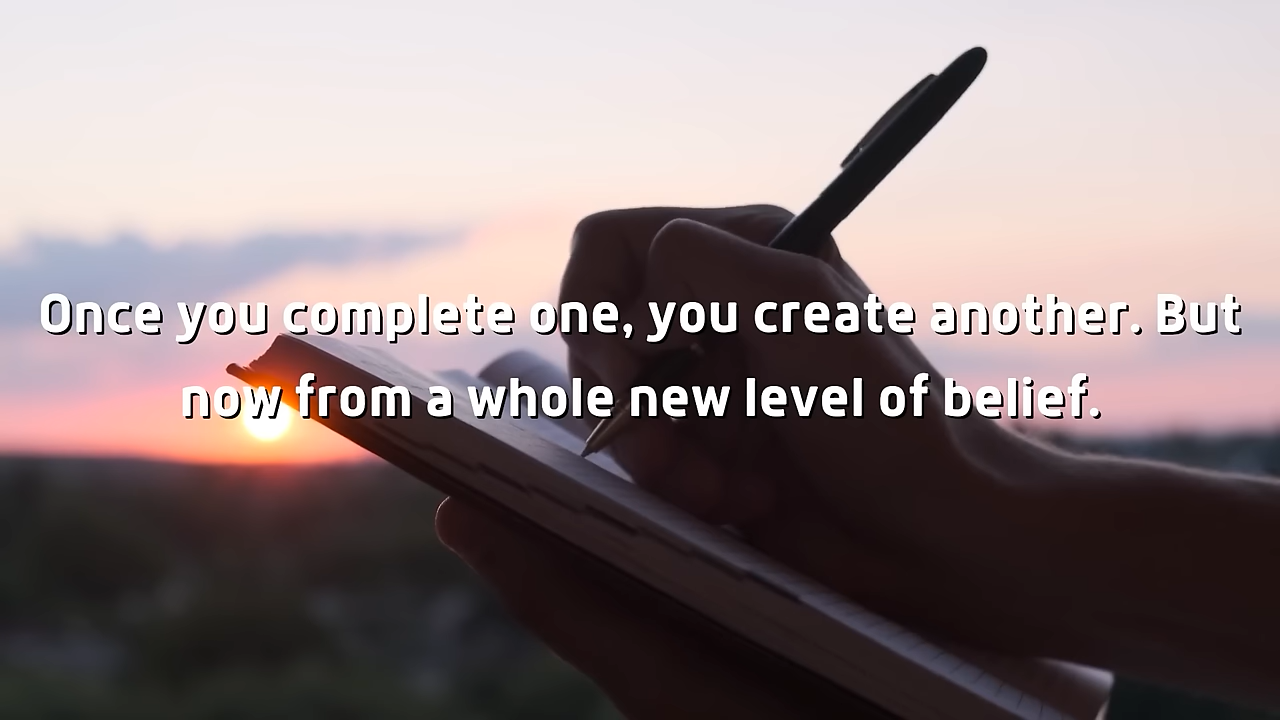 Once you complete one, you create another. But
now from a whole new level of belief.